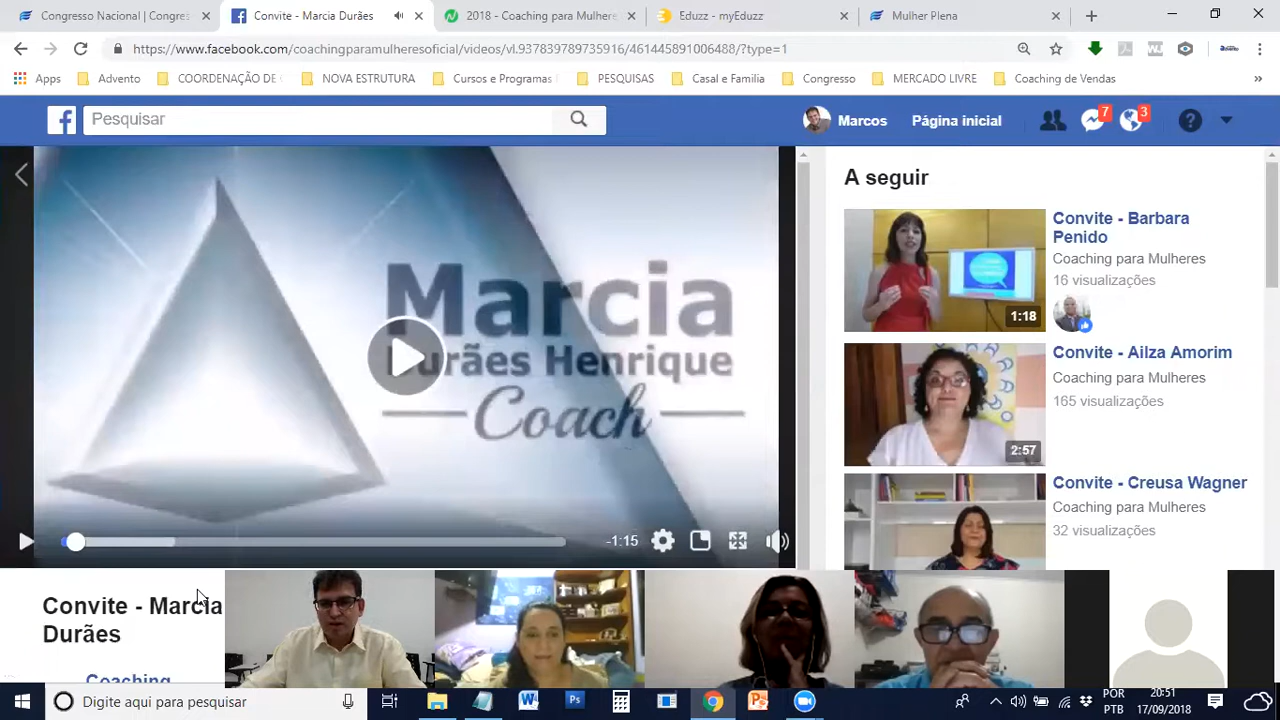 Congresso Nacional | Congres
Convite - Marcia Durães
2018 - Coaching para Mulheres
Eduzz - myEduzz
Mulher Plena
https://www.facebook.com/coachingparamulheresoficial/videos/vl.937839789735916/461445891006488/?type=1
Apps
Advento
COORDENAÇÃO DE
NOVA ESTRUTURA
Cursos e Programas
PESQUISAS
Casal e Familia
Congresso
MERCADO LIVRE
Coaching de Vendas
»
Pesquisar
Marcos
Página inicial
7
3
Marcia
Durães Henrique
Coach
-1:15
A seguir
Convite - Barbara
Penido
Coaching para Mulheres
16 visualizações
1:18
Convite - Ailza Amorim
Coaching para Mulheres
165 visualizações
2:57
Convite - Creusa Wagner
Coaching para Mulheres
32 visualizações
Convite - Marcia
Durães
Coaching
Digite aqui para pesquisar
POR
PTB
20:51
17/09/2018